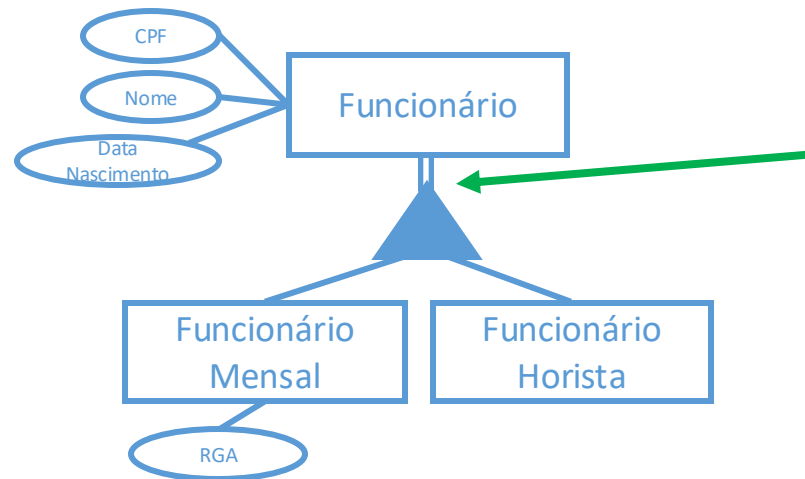 CPF
Nome
Data
Nascimento
Funcionário
Funcionário
Mensal
Funcionário
Horista
RGA